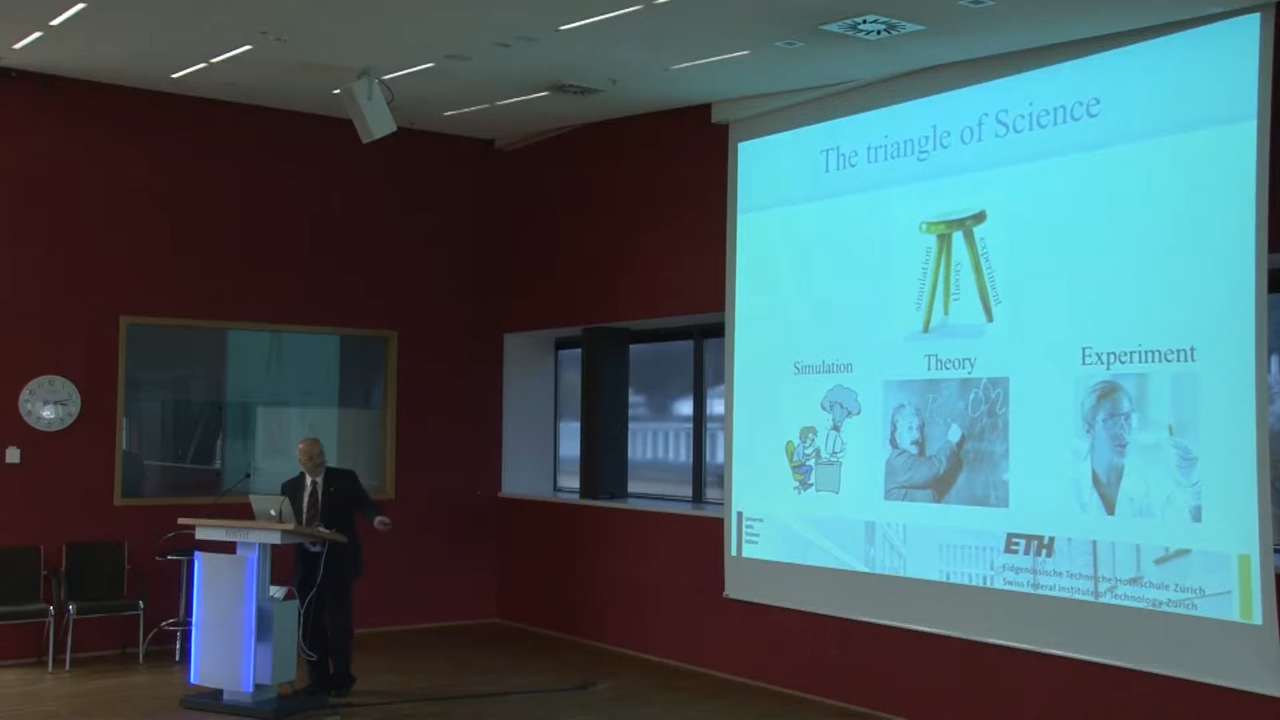 The triangle of Science
simulation
theory
experiment
Simulation
Theory
Experiment
ETH
Eidgenössische Technische Hochschule Zürich
Swiss Federal Institute of Technology Zurich